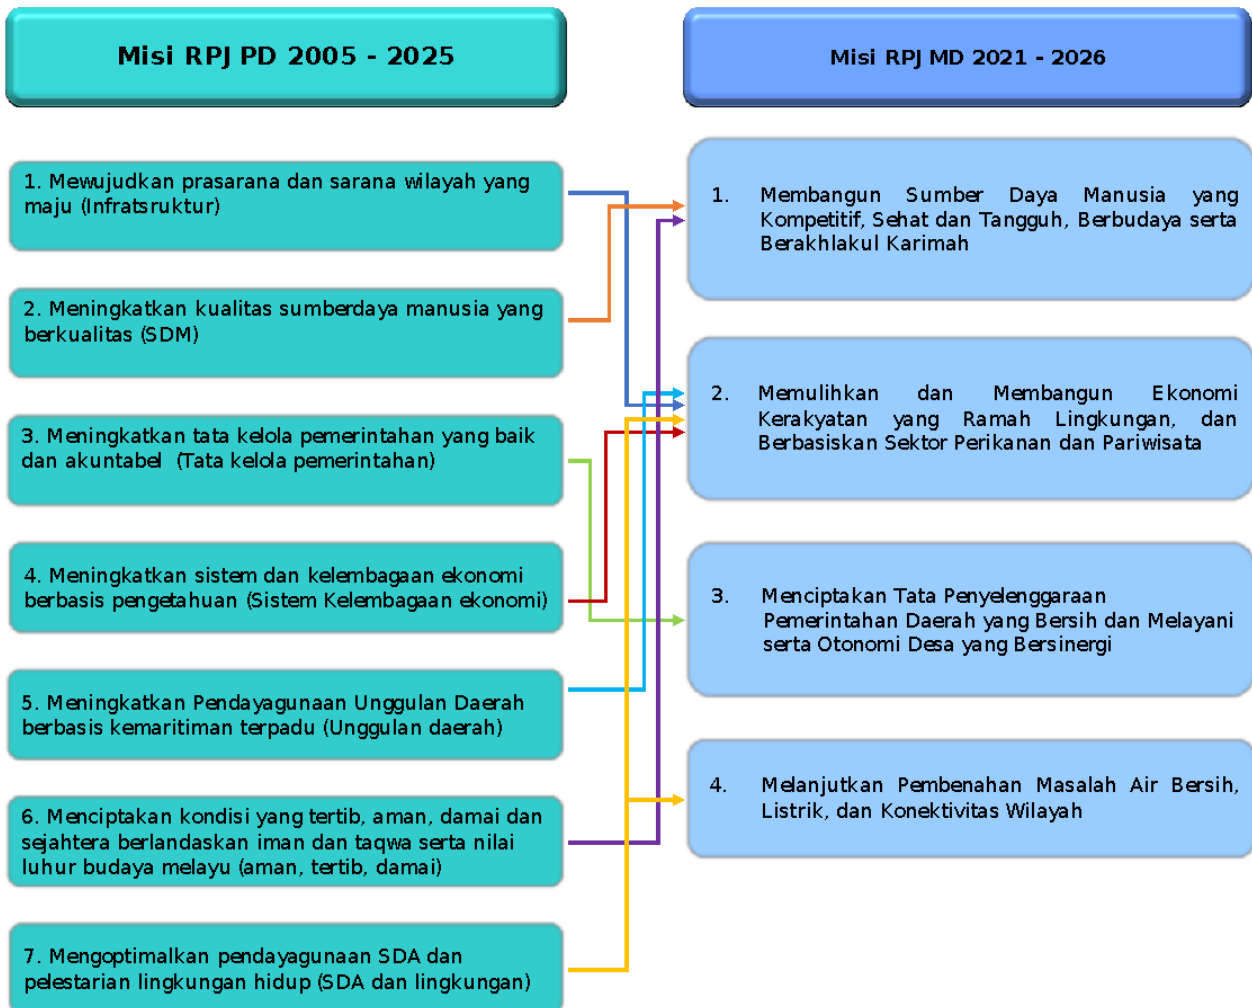 Misi RPJPD 2005 - 2025
Misi RPJMD 2021 - 2026
1. Mewujudkan prasarana dan sarana wilayah yang
maju (Infratsruktur)
2. Meningkatkan kualitas sumberdaya manusia yang
berkualitas (SDM)
3. Meningkatkan tata kelola pemerintahan yang baik
dan akuntabel (Tata kelola pemerintahan)
4. Meningkatkan sistem dan kelembagaan ekonomi
berbasis pengetahuan (Sistem Kelembagaan ekonomi)
5. Meningkatkan Pendayagunaan Unggulan Daerah
berbasis kemaritiman terpadu (Unggulan daerah)
6. Menciptakan kondisi yang tertib, aman, damai dan
sejahtera berlandaskan iman dan taqwa serta nilai
luhur budaya melayu (aman, tertib, damai)
7. Mengoptimalkan pendayagunaan SDA dan
pelestarian lingkungan hidup (SDA dan lingkungan)
1. Membangun Sumber Daya Manusia yang
Kompetitif, Sehat dan Tangguh, Berbudaya serta
Berakhlakul Karimah
2. Memulihkan dan Membangun Ekonomi
Kerakyatan yang Ramah Lingkungan, dan
Berbasiskan Sektor Perikanan dan Pariwisata
3. Menciptakan Tata Penyelenggaraan
Pemerintahan Daerah yang Bersih dan Melayani
serta Otonomi Desa yang Bersinergi
4. Melanjutkan Pembenahan Masalah Air Bersih,
Listrik, dan Konektivitas Wilayah